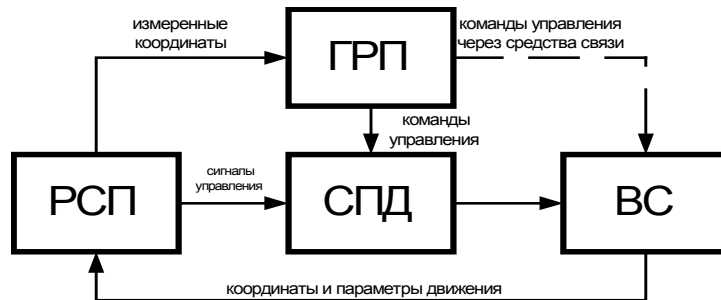 измеренные
координаты
ГРП
команды управления
через средства связи
команды
управления
РСП
сигналы
управления
СПД
ВС
координаты и параметры движения